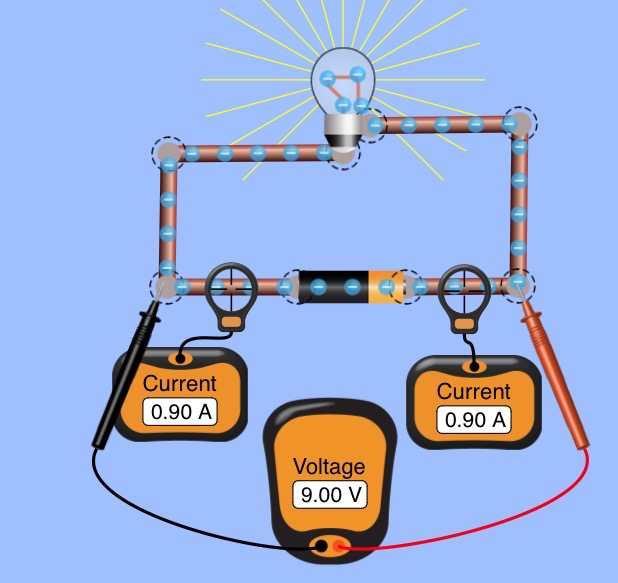 Current
0.90 A
Current
0.90 A
Voltage
9.00 V